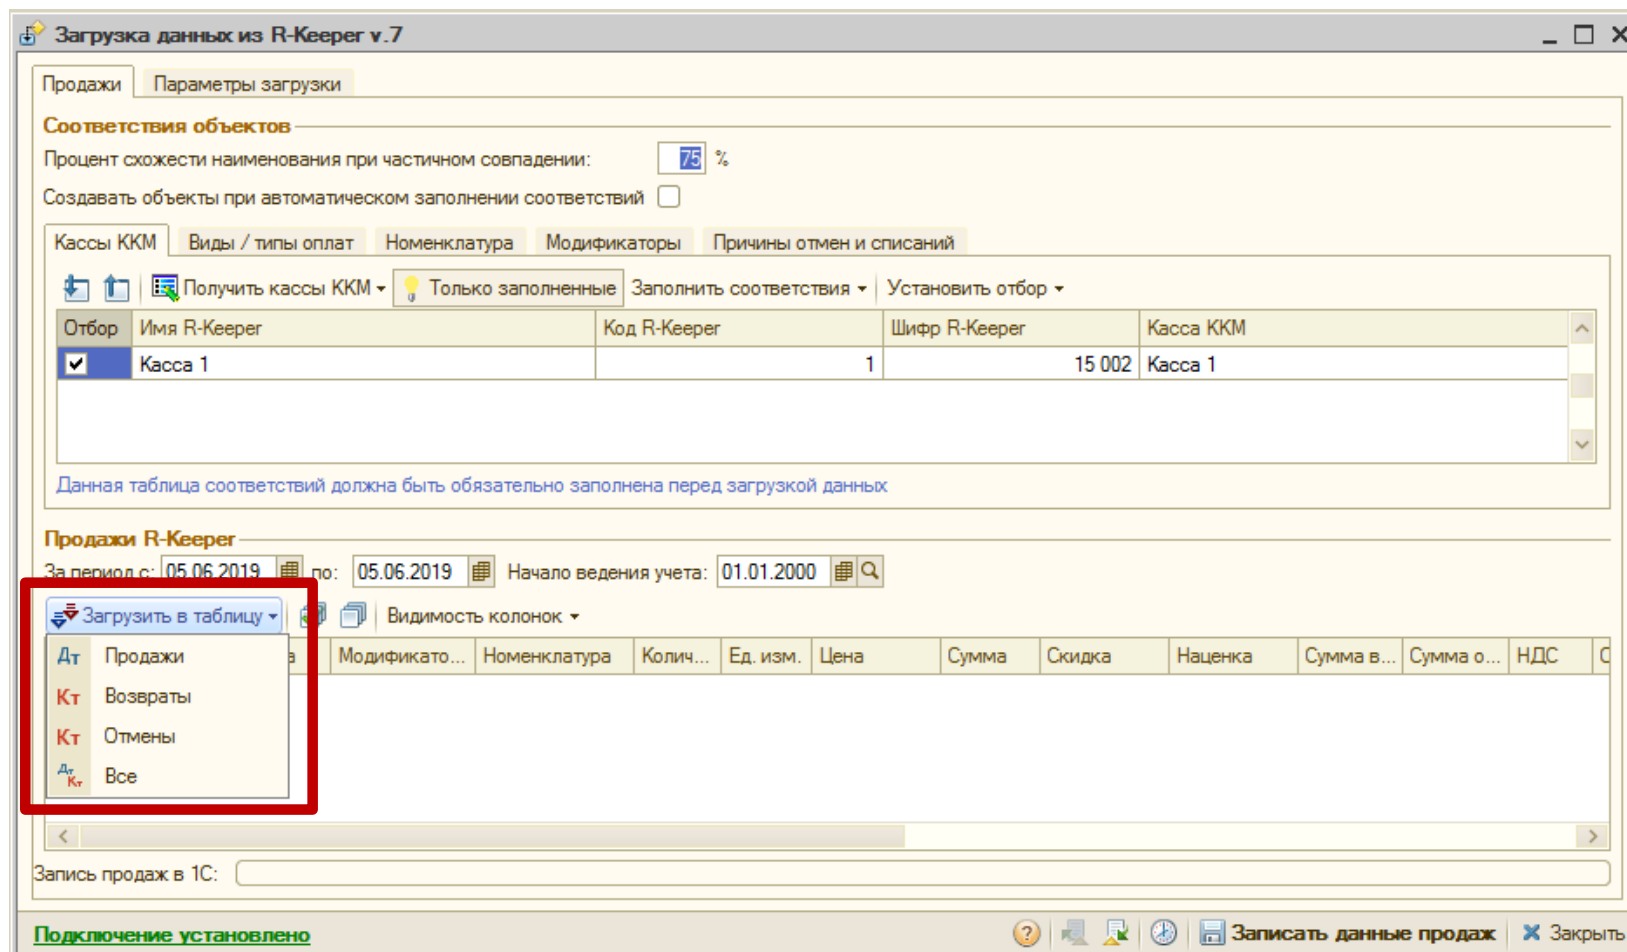 Загрузка данных из R-Keeper v.7
Продажи Параметры загрузки
Соответствия объектов
Процент схожести наименования при частичном совпадении: 75 %
Создавать объекты при автоматическом заполнении соответствий
Кассы ККМ Виды / типы оплат Номенклатура Модификаторы Причины отмен и списаний
Получить кассы ККМ Только заполненные Заполнить соответствия Установить отбор
Отбор Имя R-Keeper Код R-Keeper Шифр R-Keeper Касса ККМ
Касса 1 1 15 002 Касса 1
Данная таблица соответствий должна быть обязательно заполнена перед загрузкой данных
Продажи R-Keeper
За период с: 05.06.2019 по: 05.06.2019 Начало ведения учета: 01.01.2000
Загрузить в таблицу Видимость колонок
Модификато... Номенклатура Колич... Ед. изм. Цена Сумма Скидка Наценка Сумма в... Сумма о... НДС С
Дт Продажи
Кт Возвраты
Кт Отмены
Дт Кт Все
Запись продаж в 1С:
Подключение установлено Записать данные продаж Закрыть